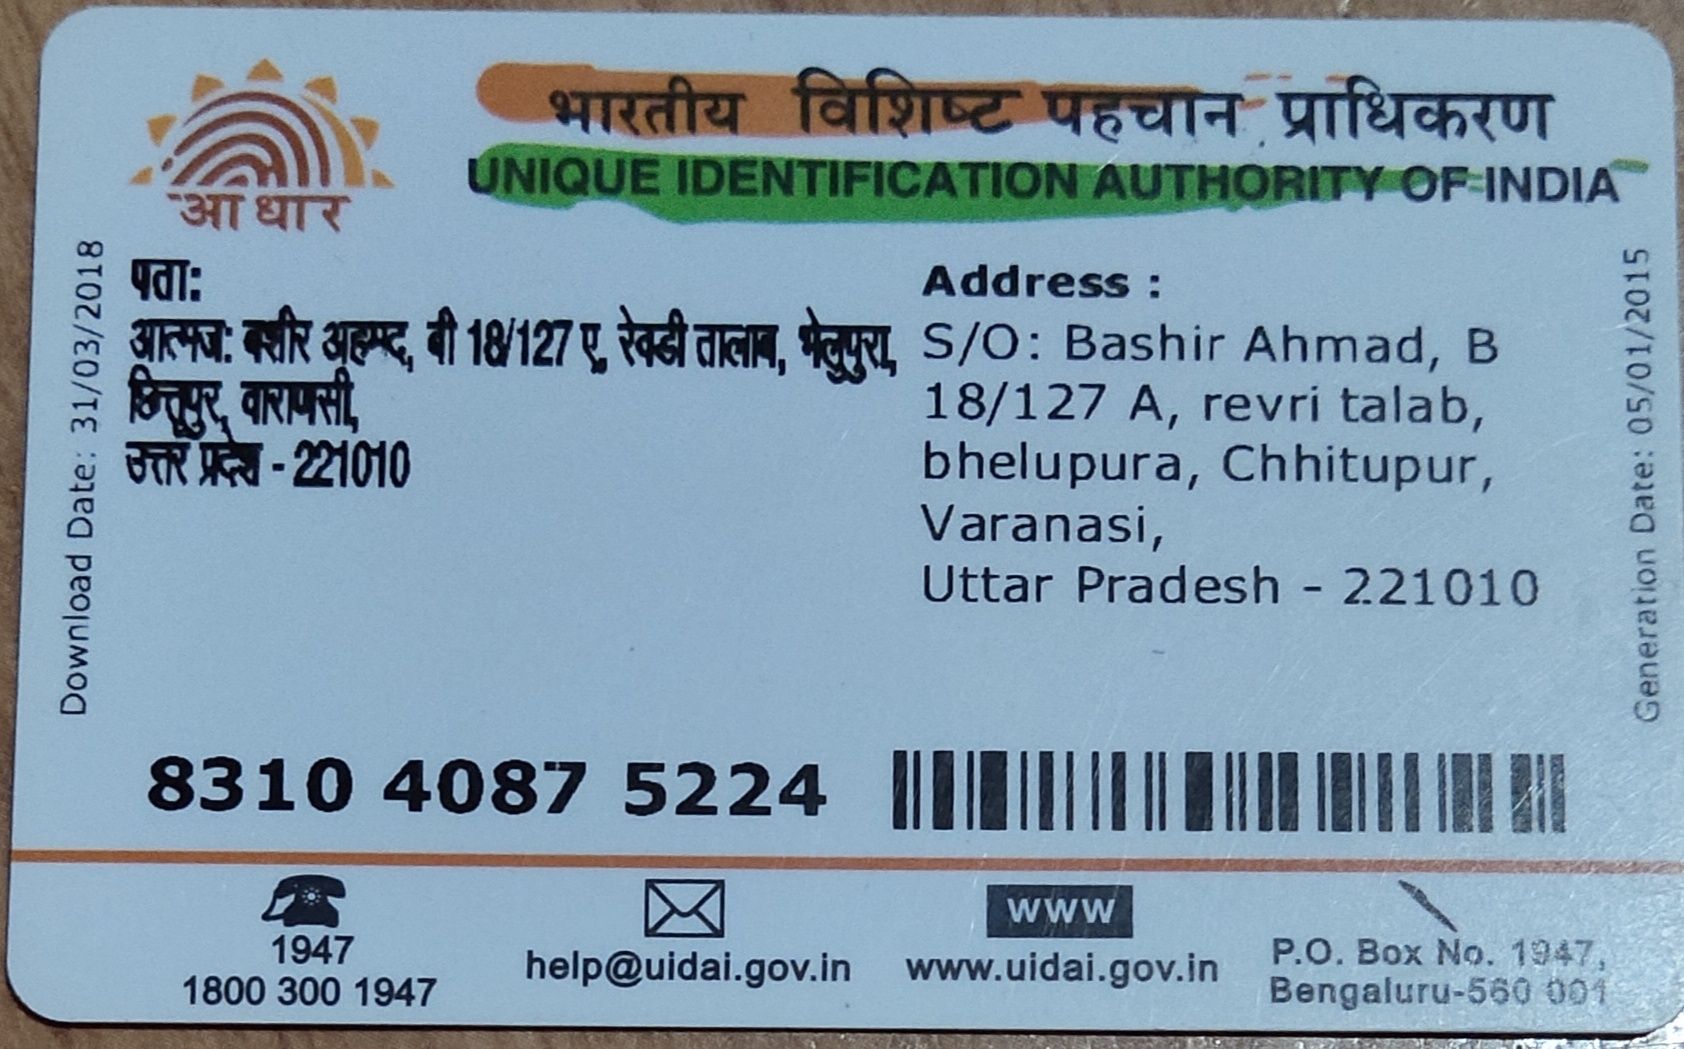 भारतीय विशिष्ट पहचान प्राधिकरण
UNIQUE IDENTIFICATION AUTHORITY OF INDIA
आधार
Download Date: 31/03/2018
पता:
आत्मज: बशीर अहमद, बी 18/127 ए, रेवडी तालाब, भेलुपुरा,
छित्तूपुर, वाराणसी,
उत्तर प्रदेश - 221010
Address :
S/O: Bashir Ahmad, B
18/127 A, revri talab,
bhelupura, Chhitupur,
Varanasi,
Uttar Pradesh - 221010
Generation Date: 05/01/2015
8310 4087 5224
1947
1800 300 1947
help@uidai.gov.in
www
www.uidai.gov.in
P.O. Box No. 1947,
Bengaluru-560 001